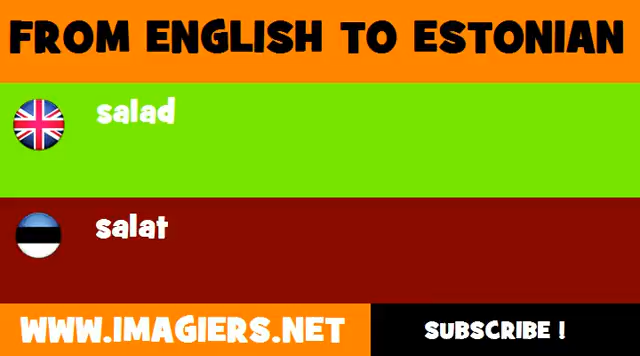 FROM ENGLISH TO ESTONIAN
salad
salat
WWW.IMAGIERS.NET
SUBSCRIBE !